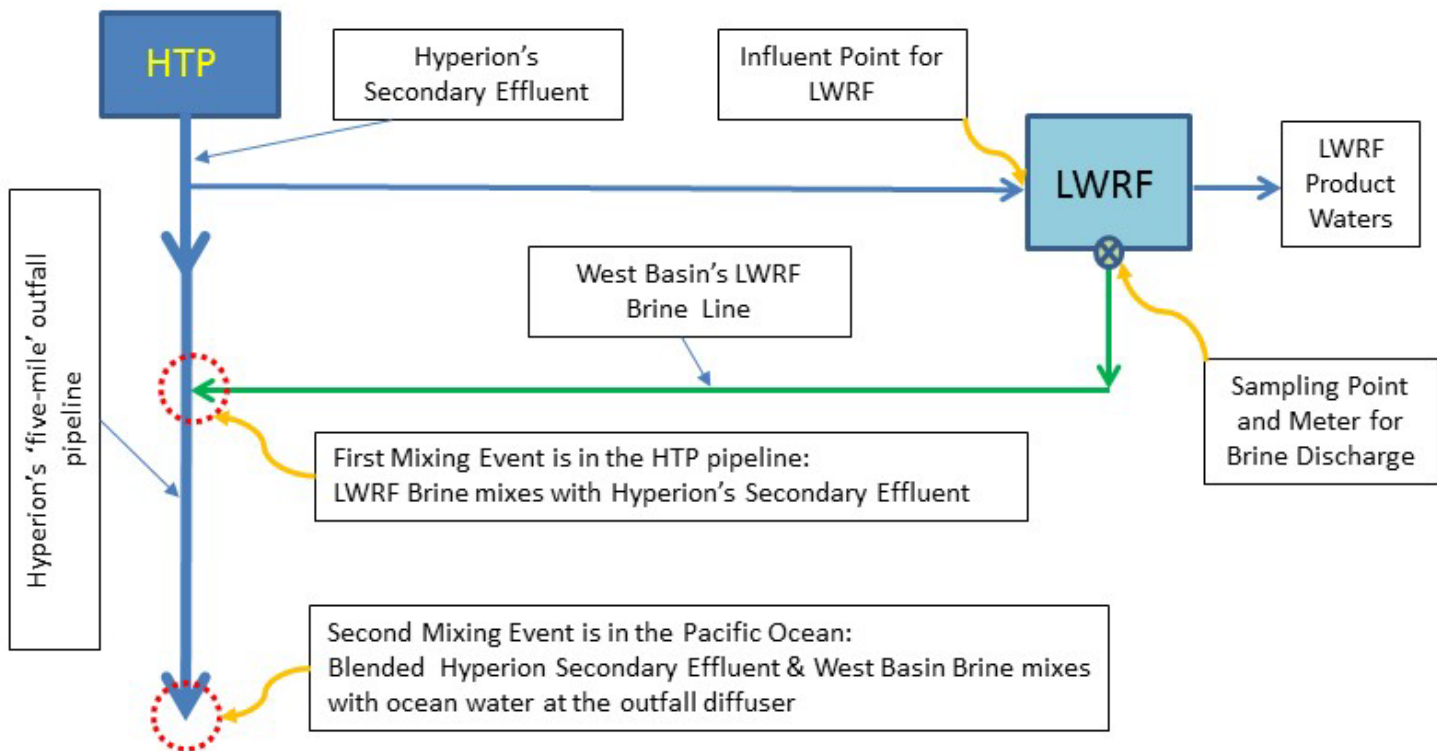 HTP
Hyperion's
Secondary Effluent
Influent Point for
LWRF
LWRF
LWRF
Product
Waters
Hyperion's 'five-mile' outfall
pipeline
West Basin's LWRF
Brine Line
Sampling Point
and Meter for
Brine Discharge
First Mixing Event is in the HTP pipeline:
LWRF Brine mixes with Hyperion's Secondary Effluent
Second Mixing Event is in the Pacific Ocean:
Blended Hyperion Secondary Effluent & West Basin Brine mixes
with ocean water at the outfall diffuser